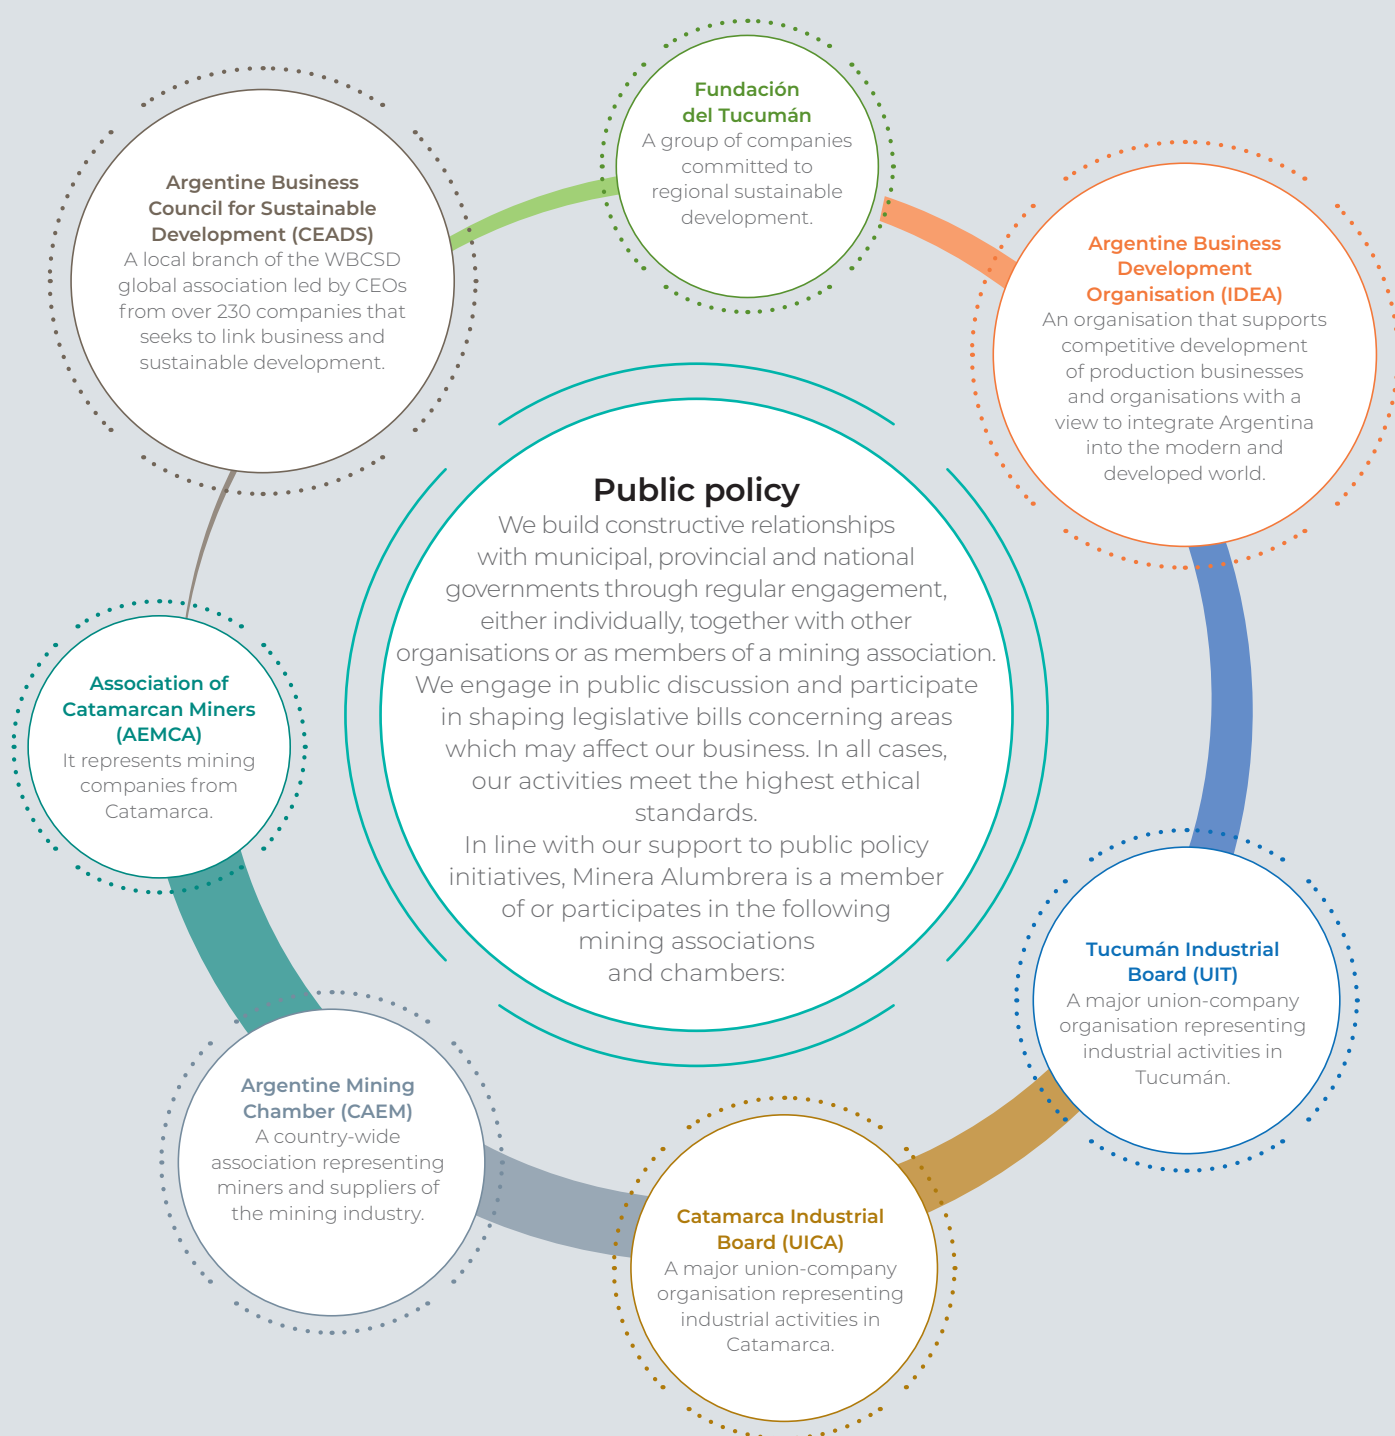 Fundación
del Tucumán
A group of companies
committed to
regional sustainable
development.
Argentine Business
Council for Sustainable
Development (CEADS)
A local branch of the WBCSD
global association led by CEOs
from over 230 companies that
seeks to link business and
sustainable development.
Argentine Business
Development
Organisation (IDEA)
An organisation that supports
competitive development
of production businesses
and organisations with a
view to integrate Argentina
into the modern and
developed world.
Public policy
We build constructive relationships
with municipal, provincial and national
governments through regular engagement,
either individually, together with other
organisations or as members of a mining association.
We engage in public discussion and participate
in shaping legislative bills concerning areas
which may affect our business. In all cases,
our activities meet the highest ethical
standards.
In line with our support to public policy
initiatives, Minera Alumbrera is a member
of or participates in the following
mining associations
and chambers:
Association of
Catamarcan Miners
(AEMCA)
It represents mining
companies from
Catamarca.
Tucumán Industrial
Board (UIT)
A major union-company
organisation representing
industrial activities in
Tucumán.
Argentine Mining
Chamber (CAEM)
A country-wide
association representing
miners and suppliers of
the mining industry.
Catamarca Industrial
Board (UICA)
A major union-company
organisation representing
industrial activities in
Catamarca.